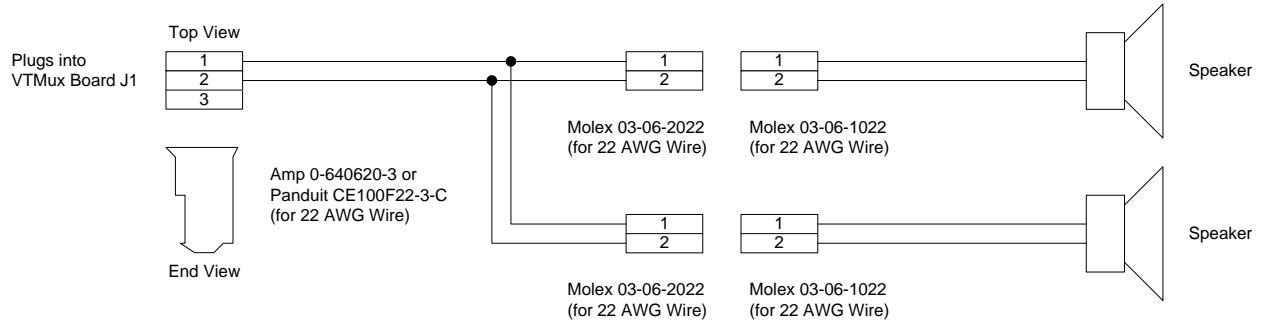 Top View
Plugs into
VTMux Board J1
1
2
3
1
2
1
2
Speaker
Molex 03-06-2022
(for 22 AWG Wire)
Molex 03-06-1022
(for 22 AWG Wire)
Amp 0-640620-3 or
Panduit CE100F22-3-C
(for 22 AWG Wire)
End View
1
2
1
2
Speaker
Molex 03-06-2022
(for 22 AWG Wire)
Molex 03-06-1022
(for 22 AWG Wire)